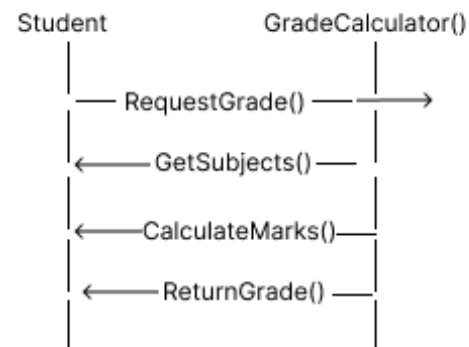 Student GradeCalculator()
RequestGrade()
GetSubjects()
CalculateMarks()
ReturnGrade()